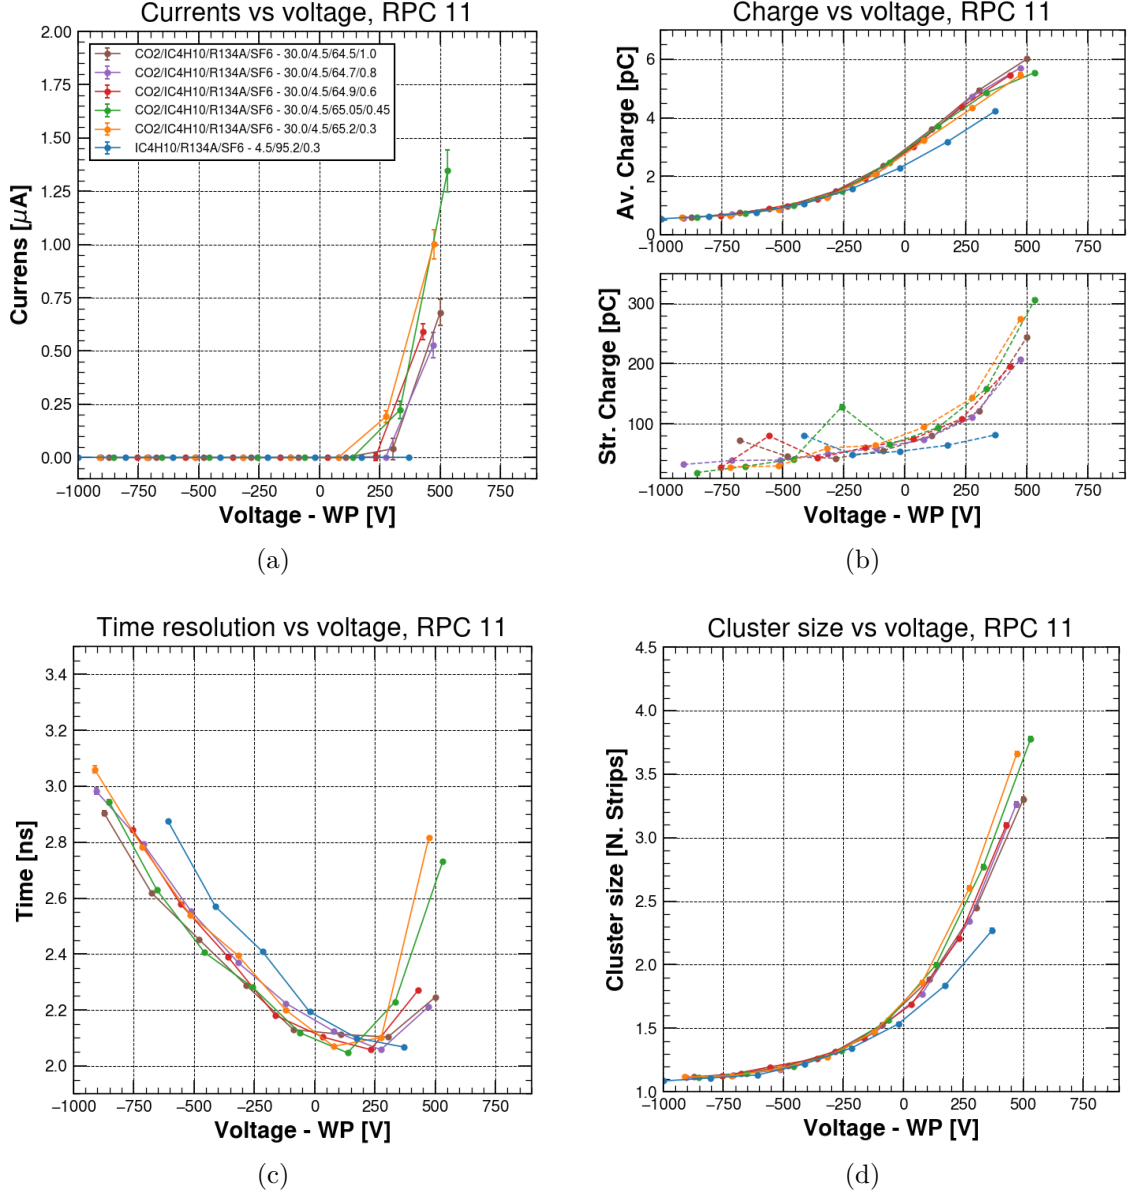 Currents vs voltage, RPC 11
2.00
1.75
1.50
1.25
1.00
0.75
0.50
0.25
0.00
Currens [μA]
CO2/IC4H10/R134A/SF6 - 30.0/4.5/64.5/1.0
CO2/IC4H10/R134A/SF6 - 30.0/4.5/64.7/0.8
CO2/IC4H10/R134A/SF6 - 30.0/4.5/64.9/0.6
CO2/IC4H10/R134A/SF6 - 30.0/4.5/65.05/0.45
CO2/IC4H10/R134A/SF6 - 30.0/4.5/65.2/0.3
IC4H10/R134A/SF6 - 4.5/95.2/0.3
−1000 −750 −500 −250 0 250 500 750
Voltage - WP [V]
(a)
Charge vs voltage, RPC 11
6
4
2
0
Av. Charge [pC]
−1000 −750 −500 −250 0 250 500 750
300
200
100
Str. Charge [pC]
−1000 −750 −500 −250 0 250 500 750
Voltage - WP [V]
(b)
Time resolution vs voltage, RPC 11
3.4
3.2
3.0
2.8
2.6
2.4
2.2
2.0
Time [ns]
−1000 −750 −500 −250 0 250 500 750
Voltage - WP [V]
(c)
Cluster size vs voltage, RPC 11
4.5
4.0
3.5
3.0
2.5
2.0
1.5
1.0
Cluster size [N. Strips]
−1000 −750 −500 −250 0 250 500 750
Voltage - WP [V]
(d)